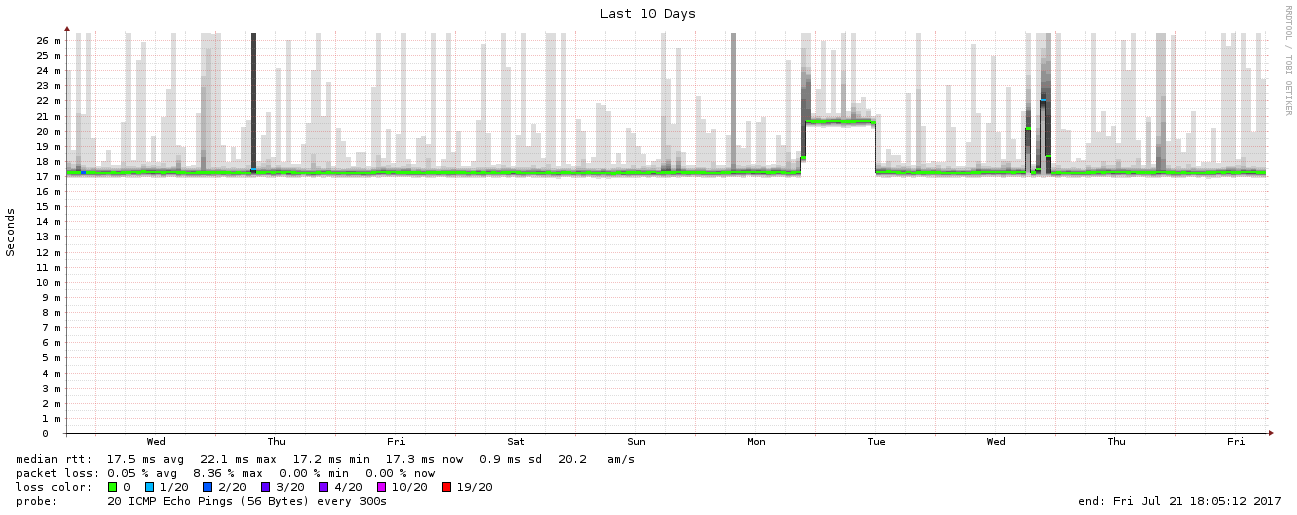 Last 10 Days
RRDTOOL / TOBI OETIKER
Seconds
26 m
25 m
24 m
23 m
22 m
21 m
20 m
19 m
18 m
17 m
16 m
15 m
14 m
13 m
12 m
11 m
10 m
9 m
8 m
7 m
6 m
5 m
4 m
3 m
2 m
1 m
0
Wed Thu Fri Sat Sun Mon Tue Wed Thu Fri
median rtt: 17.5 ms avg 22.1 ms max 17.2 ms min 17.3 ms now 0.9 ms sd 20.2 am/s
packet loss: 0.05 % avg 8.36 % max 0.00 % min 0.00 % now
loss color: 0 1/20 2/20 3/20 4/20 10/20 19/20
probe: 20 ICMP Echo Pings (56 Bytes) every 300s end: Fri Jul 21 18:05:12 2017